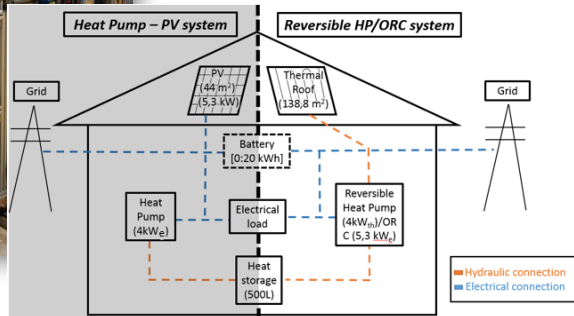 Heat Pump – PV system
Reversible HP/ORC system
PV
(44 m²)
(5,3 kW)
Thermal
Roof
(138,8 m²)
Grid
Grid
Battery
[0:20 kWh]
Heat
Pump
(4kWe)
Electrical
load
Reversible
Heat Pump
(4kWth)/OR
C (5,3 kWe)
Heat
storage
(500L)
Hydraulic connection
Electrical connection